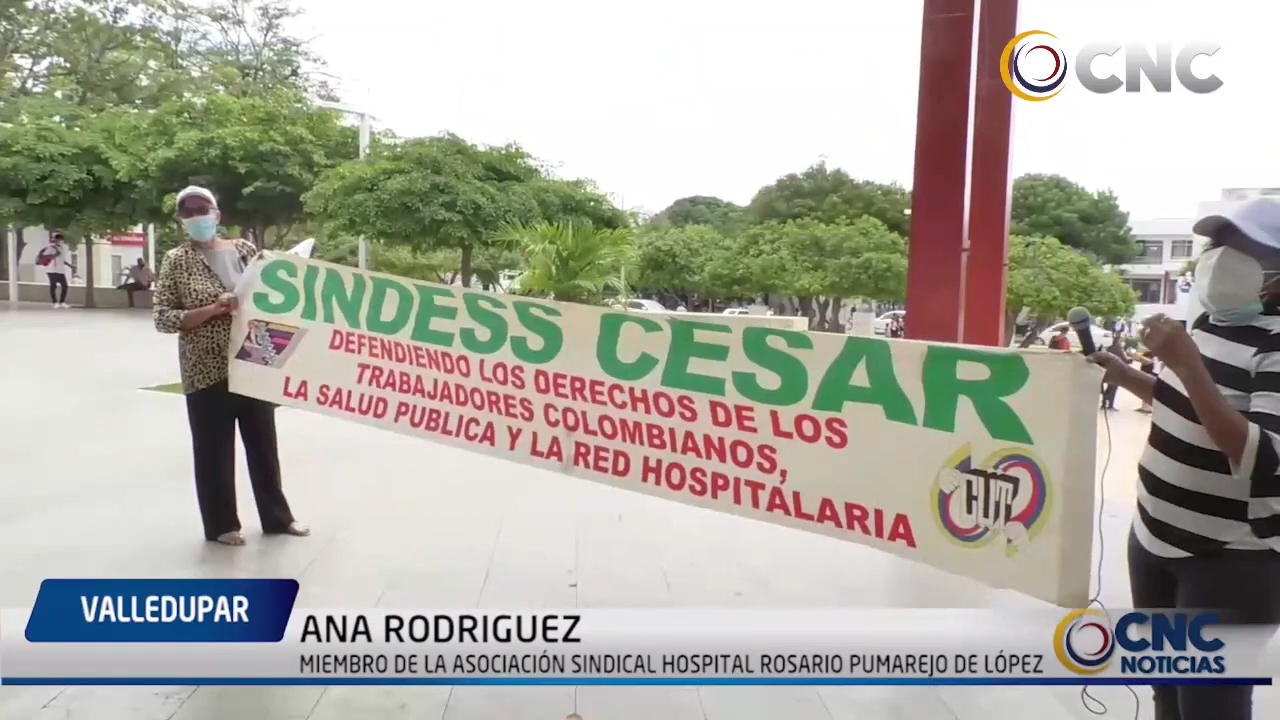 CNC
SINDESS CESAR
DEFENDIENDO LOS DERECHOS DE LOS
TRABAJADORES COLOMBIANOS,
LA SALUD PUBLICA Y LA RED HOSPITALARIA
CUT
VALLEDUPAR
ANA RODRIGUEZ
MIEMBRO DE LA ASOCIACIÓN SINDICAL HOSPITAL ROSARIO PUMAREJO DE LÓPEZ
CNC
NOTICIAS